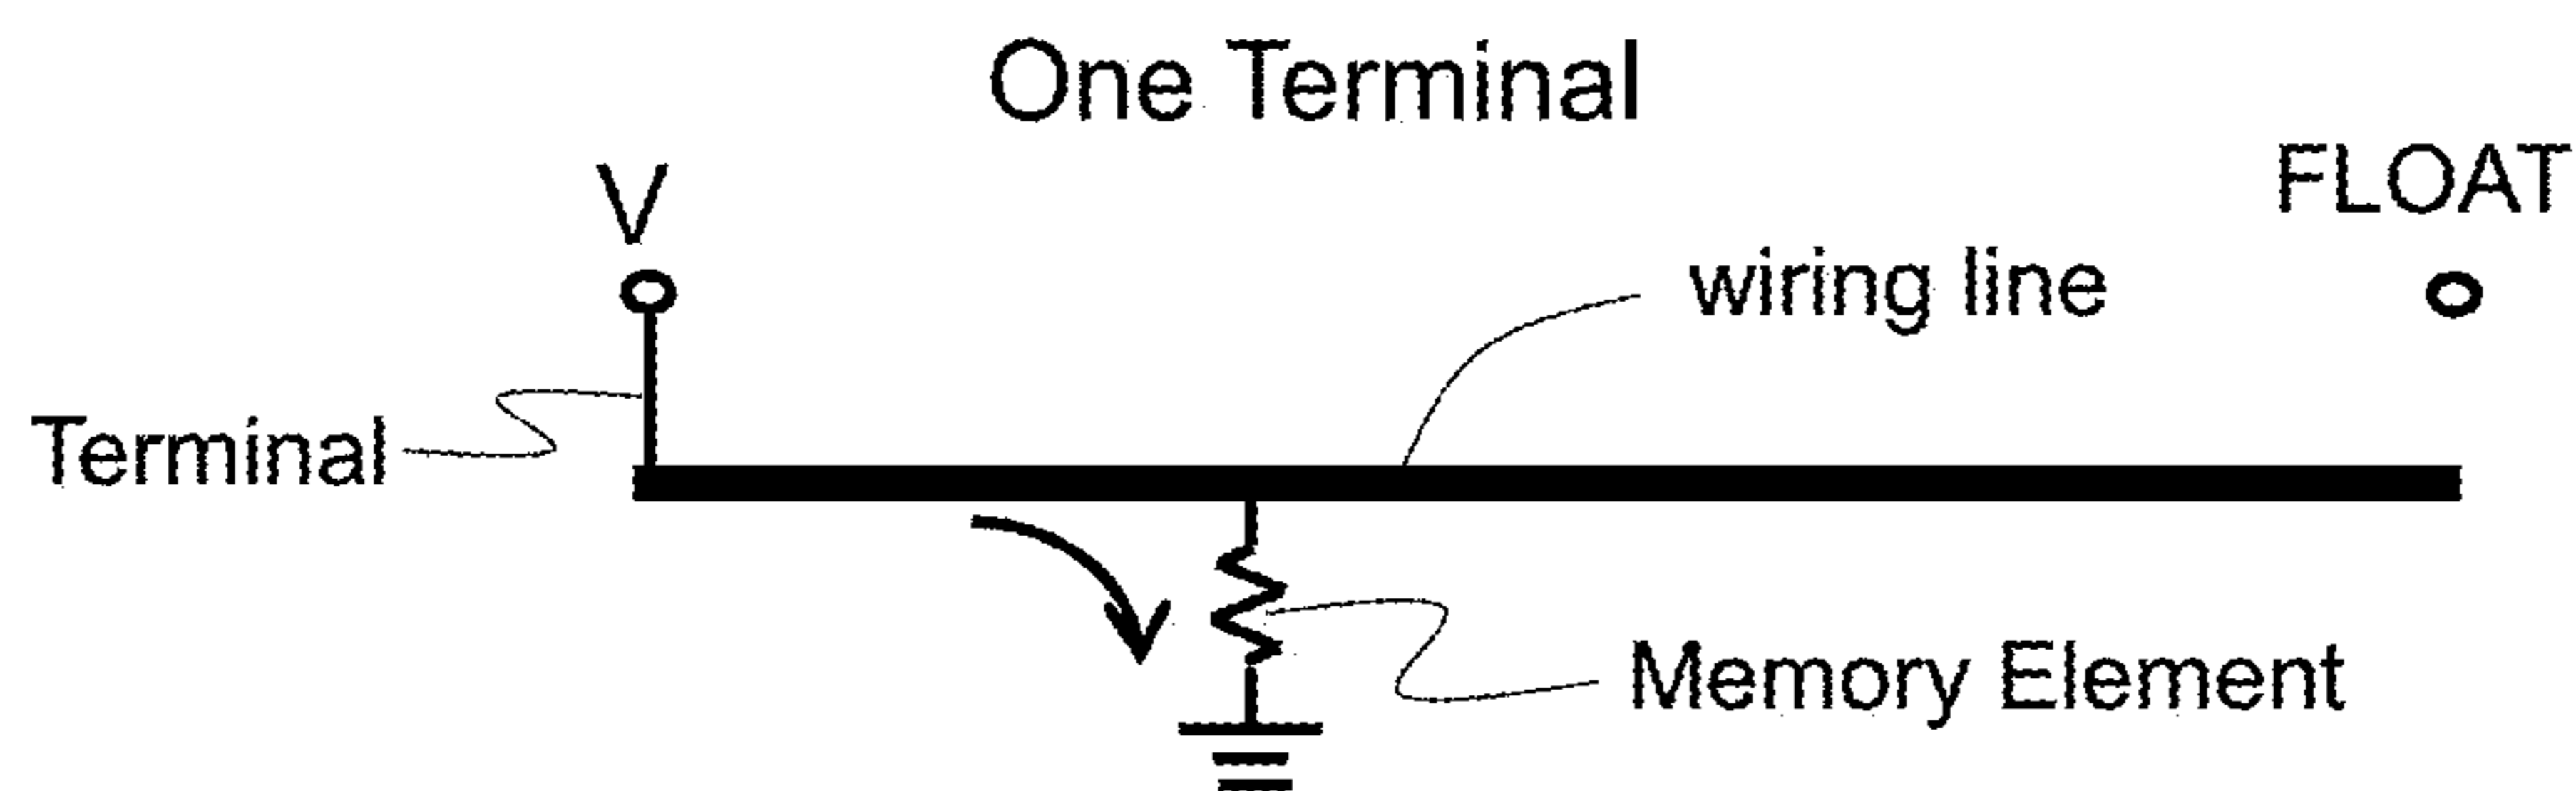 One Terminal
V
FLOAT
wiring line
Terminal
Memory Element